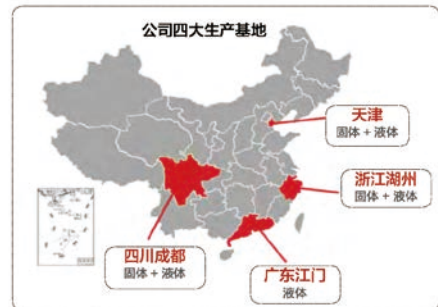 公司四大生产基地
天津
固体 + 液体
浙江湖州
固体 + 液体
四川成都
固体 + 液体
广东江门
液体